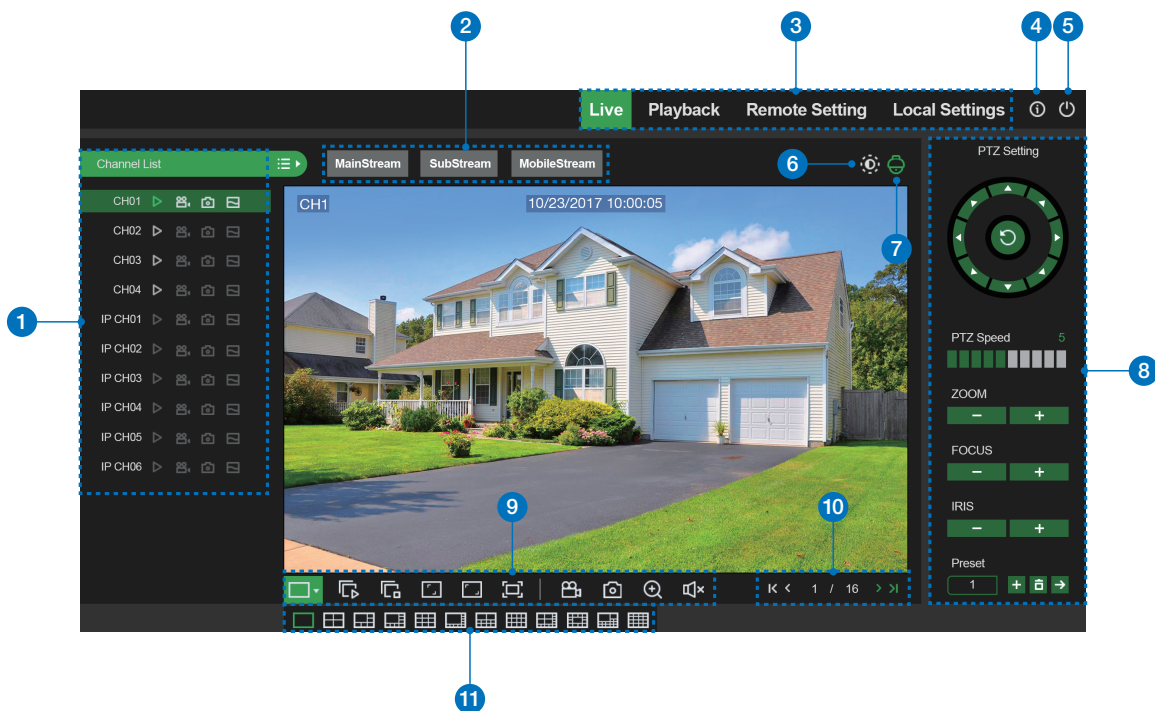 2
3
4
5
Live Playback Remote Setting Local Settings
Channel List
MainStream SubStream MobileStream
6
PTZ Setting
CH01
CH1
10/23/2017 10:00:05
CH02
7
CH03
CH04
1
IP CH01
IP CH02
IP CH03
IP CH04
IP CH05
IP CH06
PTZ Speed 5
8
ZOOM
- +
FOCUS
- +
IRIS
- +
Preset
1 +
9
10
1 / 16
11